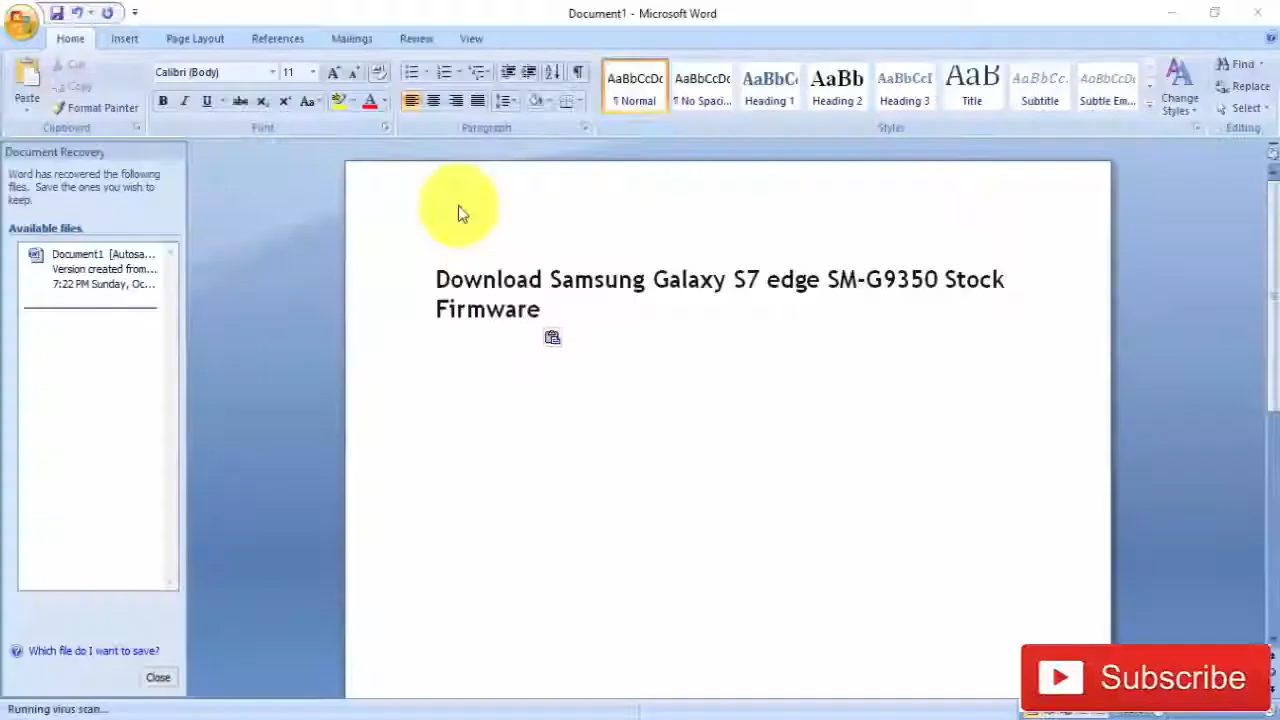 Document1 - Microsoft Word
Home Insert Page Layout References Mailings Review View
Paste
Cut
Copy
Format Painter
Clipboard
Calibri (Body) 11
Font
Paragraph
AaBbCcDc AaBbCcDc AaBbC AaBb AaBbCcI AaB AaBbCc. AaBbCcDi
¶ Normal ¶ No Spaci... Heading 1 Heading 2 Heading 3 Title Subtitle Subtle Em...
Change
Styles
Styles
Find
Replace
Select
Editing
Document Recovery
Word has recovered the following
files. Save the ones you wish to
keep.
Available files
Document1 [Autosa...
Version created from...
7:22 PM Sunday, Oc...
Which file do I want to save?
Close
Download Samsung Galaxy S7 edge SM-G9350 Stock
Firmware
Subscribe
Running virus scan...